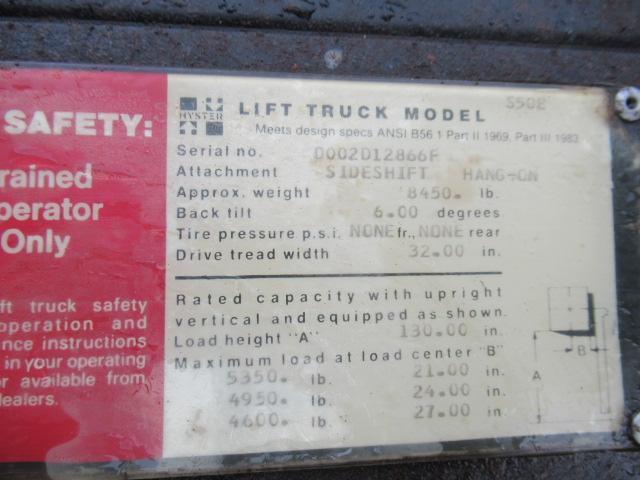 SAFETY:
rained
perator
Only
ft truck safety
operation and
nce instructions
in your operating
or available from
ealers.
HYSTER
LIFT TRUCK MODEL S50E
Meets design specs ANSI B56 1 Part II 1969, Part III 1983
Serial no. D002D12866F
Attachment SIDESHIFT HANG-ON
Approx. weight 8450. lb.
Back tilt 6.00 degrees
Tire pressure p.s.i. NONE fr., NONE rear
Drive tread width 32.00 in.
Rated capacity with upright
vertical and equipped as shown.
Load height "A" 130.00 in.
Maximum load at load center "B"
5350. lb. 21.00 in.
4950. lb. 24.00 in.
4600. lb. 27.00 in.
B
A